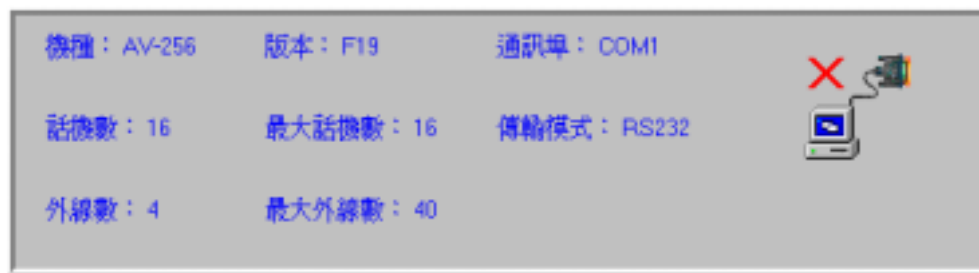 機種：AV-256 版本：F19 通訊埠：COM1
話機數：16 最大話機數：16 傳輸模式：RS232
外線數：4 最大外線數：40